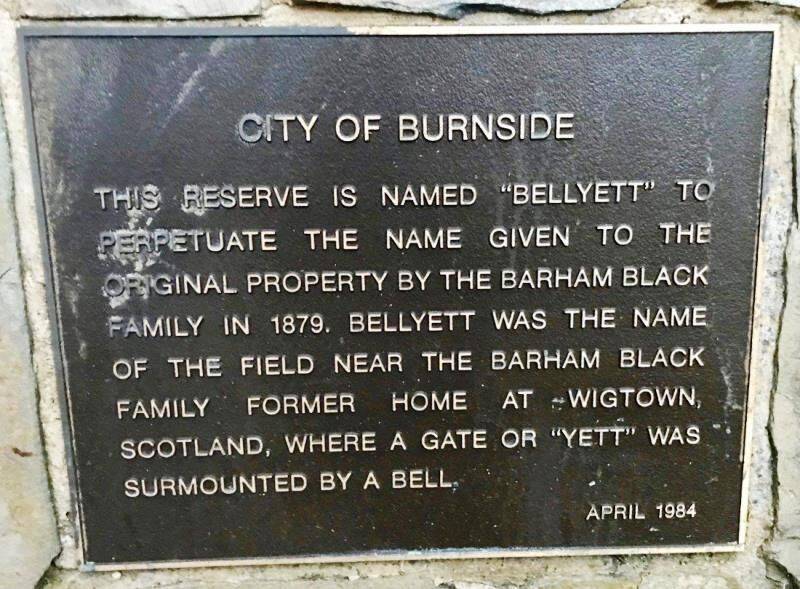 CITY OF BURNSIDE
THIS RESERVE IS NAMED “BELLYETT” TO
PERPETUATE THE NAME GIVEN TO THE
ORIGINAL PROPERTY BY THE BARHAM BLACK
FAMILY IN 1879. BELLYETT WAS THE NAME
OF THE FIELD NEAR THE BARHAM BLACK
FAMILY FORMER HOME AT WIGTOWN,
SCOTLAND, WHERE A GATE OR “YETT” WAS
SURMOUNTED BY A BELL.
APRIL 1984